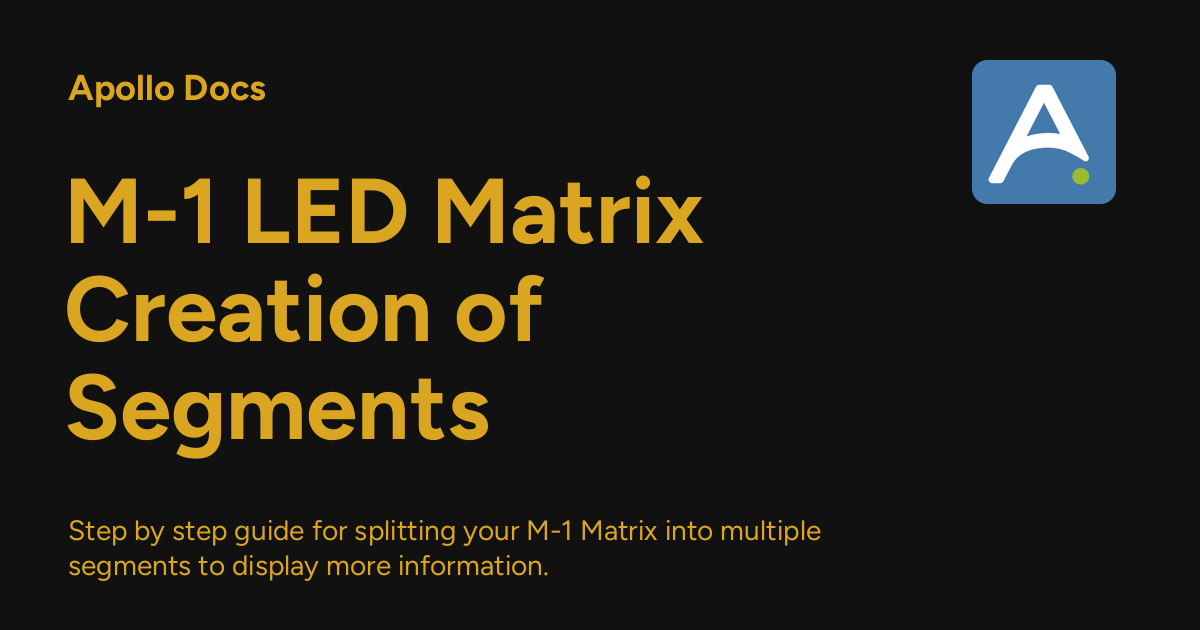 Apollo Docs
M-1 LED Matrix
Creation of
Segments
Step by step guide for splitting your M-1 Matrix into multiple
segments to display more information.